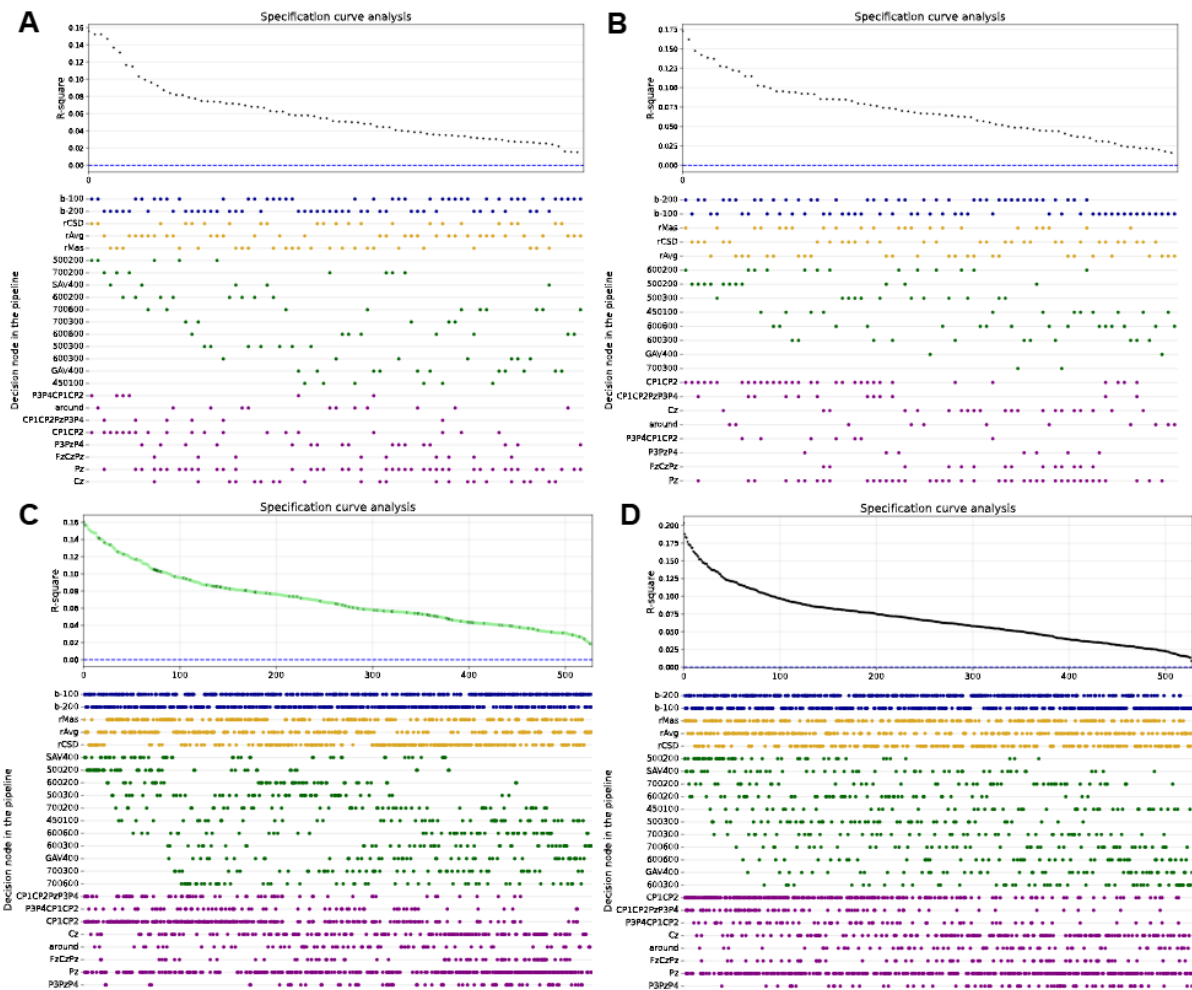 A
Specification curve analysis
0.16
0.14
0.12
0.10
0.08
0.06
0.04
0.02
0.00
R-square
0
Decision node in the pipeline
b-100
b-200
rCSD
rAvg
rMas
500200
700200
SAV400
600200
700600
700300
600600
500300
600300
GAV400
450100
P3P4CP1CP2
around
CP1CP2PzP3P4
CP1CP2
P3PzP4
FzCzPz
Pz
Cz
B
Specification curve analysis
0.175
0.150
0.125
0.100
0.075
0.050
0.025
0.000
R-square
0
Decision node in the pipeline
b-200
b-100
rMas
rCSD
rAvg
600200
500200
500300
450100
600600
600300
GAV400
700300
CP1CP2
CP1CP2PzP3P4
Cz
around
P3P4CP1CP2
P3PzP4
FzCzPz
Pz
C
Specification curve analysis
0.16
0.14
0.12
0.10
0.08
0.06
0.04
0.02
0.00
R-square
0 100 200 300 400 500
Decision node in the pipeline
b-100
b-200
rMas
rAvg
rCSD
SAV400
500200
600200
500300
700200
450100
600600
600300
GAV400
700300
700600
CP1CP2PzP3P4
P3P4CP1CP2
CP1CP2
Cz
around
FzCzPz
Pz
P3PzP4
D
Specification curve analysis
0.200
0.175
0.150
0.125
0.100
0.075
0.050
0.025
0.000
R-square
0 100 200 300 400 500
Decision node in the pipeline
b-200
b-100
rMas
rAvg
rCSD
500200
SAV400
700200
600200
450100
500300
700300
700600
600600
GAV400
600300
CP1CP2
CP1CP2PzP3P4
P3P4CP1CP2
Cz
around
FzCzPz
Pz
P3PzP4